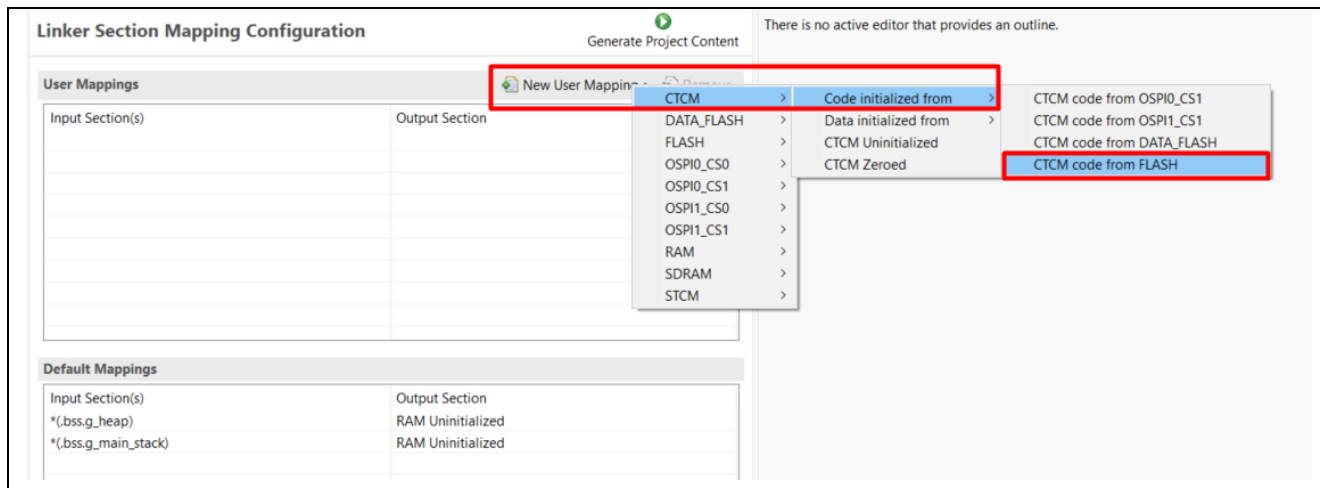 Linker Section Mapping Configuration
Generate Project Content
There is no active editor that provides an outline.
User Mappings
New User Mapping
Remove
Input Section(s) Output Section
CTCM >
DATA_FLASH >
FLASH >
OSPI0_CS0 >
OSPI0_CS1 >
OSPI1_CS0 >
OSPI1_CS1 >
RAM >
SDRAM >
STCM >
Code initialized from >
Data initialized from >
CTCM Uninitialized
CTCM Zeroed
CTCM code from OSPI0_CS1
CTCM code from OSPI1_CS1
CTCM code from DATA_FLASH
CTCM code from FLASH
Default Mappings
Input Section(s) Output Section
*(.bss.g_heap) RAM Uninitialized
*(.bss.g_main_stack) RAM Uninitialized